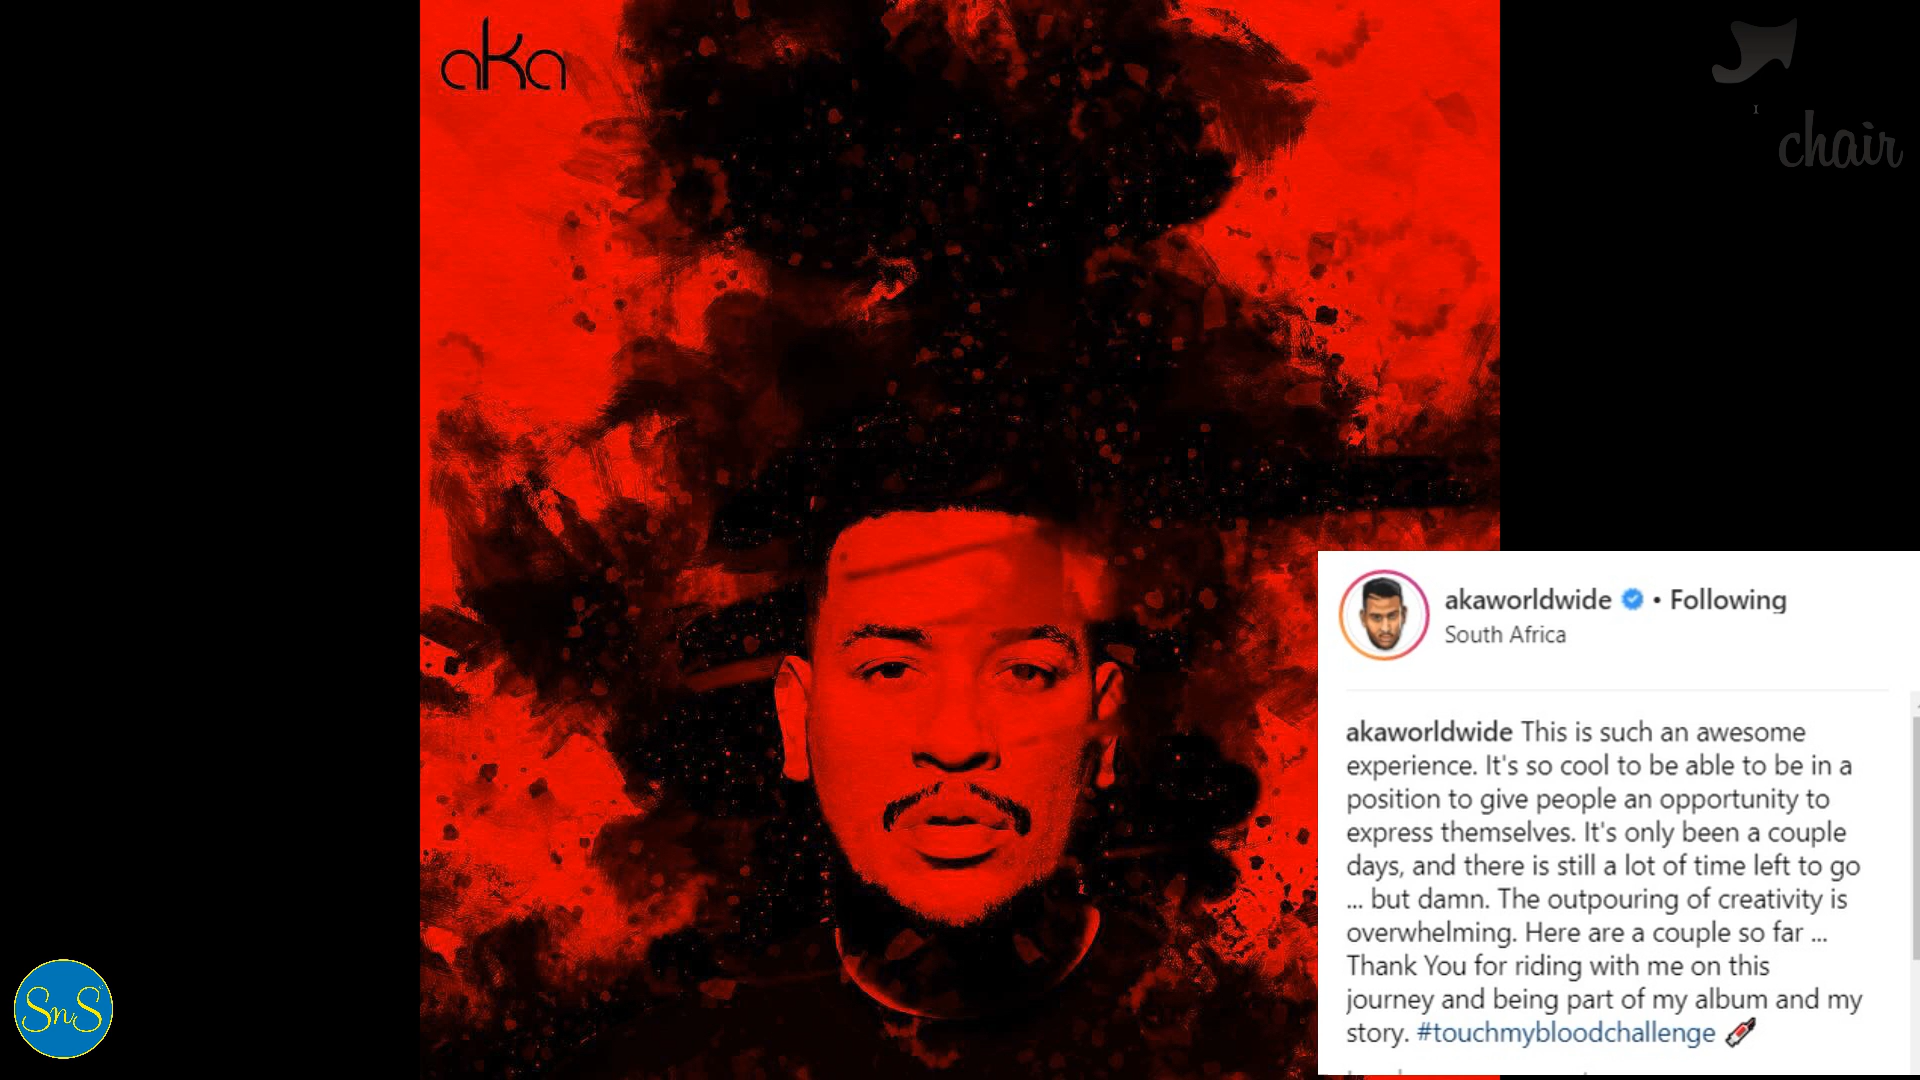 aKa
I
chair
akaworldwide • Following
South Africa
akaworldwide This is such an awesome
experience. It's so cool to be able to be in a
position to give people an opportunity to
express themselves. It's only been a couple
days, and there is still a lot of time left to go
... but damn. The outpouring of creativity is
overwhelming. Here are a couple so far ...
Thank You for riding with me on this
journey and being part of my album and my
story. #touchmybloodchallenge
SnS